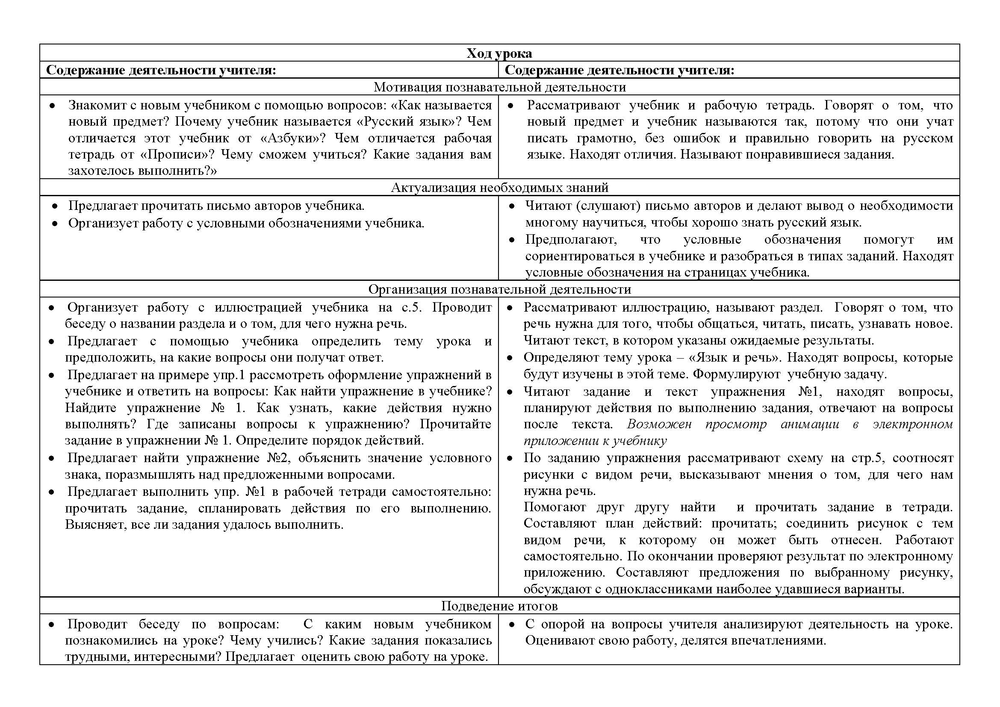 Ход урока
Содержание деятельности учителя:
Содержание деятельности учителя:
Мотивация познавательной деятельности
• Знакомит с новым учебником с помощью вопросов: «Как называется
новый предмет? Почему учебник называется «Русский язык»? Чем
отличается этот учебник от «Азбуки»? Чем отличается рабочая
тетрадь от «Прописи»? Чему сможем учиться? Какие задания вам
захотелось выполнить?»
• Рассматривают учебник и рабочую тетрадь. Говорят о том, что
новый предмет и учебник называются так, потому что они учат
писать грамотно, без ошибок и правильно говорить на русском
языке. Находят отличия. Называют понравившиеся задания.
Актуализация необходимых знаний
• Предлагает прочитать письмо авторов учебника.
• Организует работу с условными обозначениями учебника.
• Читают (слушают) письмо авторов и делают вывод о необходимости
многому научиться, чтобы хорошо знать русский язык.
• Предполагают, что условные обозначения помогут им
сориентироваться в учебнике и разобраться в типах заданий. Находят
условные обозначения на страницах учебника.
Организация познавательной деятельности
• Организует работу с иллюстрацией учебника на с.5. Проводит
беседу о названии раздела и о том, для чего нужна речь.
• Предлагает с помощью учебника определить тему урока и
предположить, на какие вопросы они получат ответ.
• Предлагает на примере упр.1 рассмотреть оформление упражнений в
учебнике и ответить на вопросы: Как найти упражнение в учебнике?
Найдите упражнение № 1. Как узнать, какие действия нужно
выполнять? Где записаны вопросы к упражнению? Прочитайте
задание в упражнении № 1. Определите порядок действий.
• Предлагает найти упражнение №2, объяснить значение условного
знака, поразмышлять над предложенными вопросами.
• Предлагает выполнить упр. №1 в рабочей тетради самостоятельно:
прочитать задание, спланировать действия по его выполнению.
Выясняет, все ли задания удалось выполнить.
• Рассматривают иллюстрацию, называют раздел. Говорят о том, что
речь нужна для того, чтобы общаться, читать, писать, узнавать новое.
Читают текст, в котором указаны ожидаемые результаты.
• Определяют тему урока – «Язык и речь». Находят вопросы, которые
будут изучены в этой теме. Формулируют учебную задачу.
• Читают задание и текст упражнения №1, находят вопросы,
планируют действия по выполнению задания, отвечают на вопросы
после текста. Возможен просмотр анимации в электронном
приложении к учебнику
• По заданию упражнения рассматривают схему на стр.5, соотносят
рисунки с видом речи, высказывают мнения о том, для чего нам
нужна речь.
Помогают друг другу найти и прочитать задание в тетради.
Составляют план действий: прочитать; соединить рисунок с тем
видом речи, к которому он может быть отнесен. Работают
самостоятельно. По окончании проверяют результат по электронному
приложению. Составляют предложения по выбранному рисунку,
обсуждают с одноклассниками наиболее удавшиеся варианты.
Подведение итогов
• Проводит беседу по вопросам: С каким новым учебником
познакомились на уроке? Чему учились? Какие задания показались
трудными, интересными? Предлагает оценить свою работу на уроке.
• С опорой на вопросы учителя анализируют деятельность на уроке.
Оценивают свою работу, делятся впечатлениями.